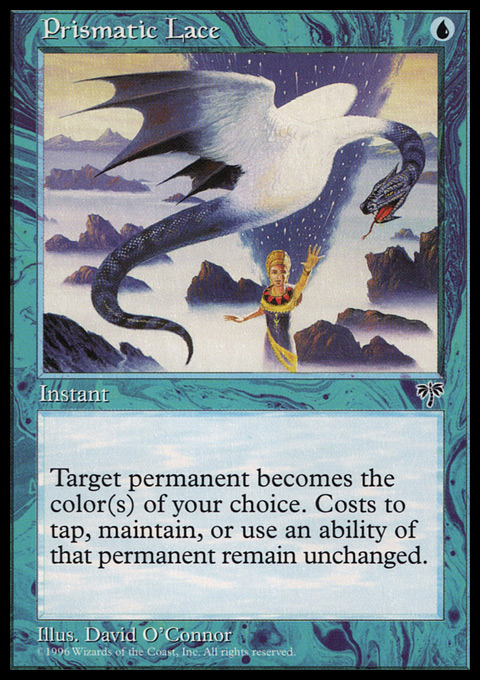 Prismatic Lace
Instant
Target permanent becomes the
color(s) of your choice. Costs to
tap, maintain, or use an ability of
that permanent remain unchanged.
Illus. David O'Connor
©1996 Wizards of the Coast, Inc. All rights reserved.